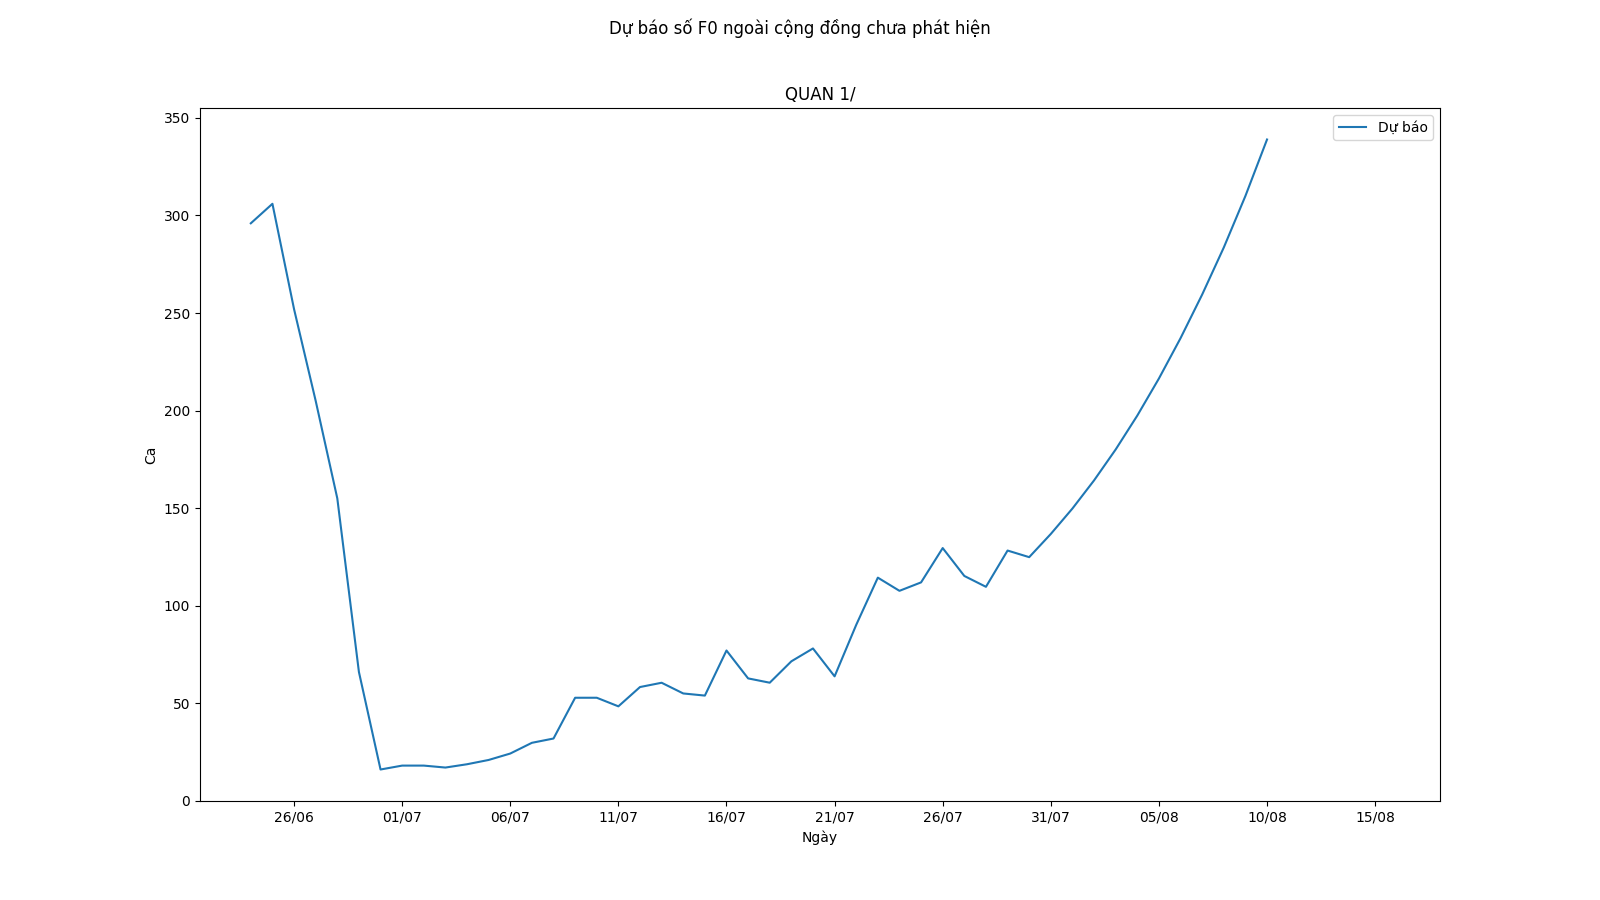 Dự báo số F0 ngoài cộng đồng chưa phát hiện
QUAN 1/
Dự báo
350
300
250
200
150
100
50
0
Ca
26/06 01/07 06/07 11/07 16/07 21/07 26/07 31/07 05/08 10/08 15/08
Ngày